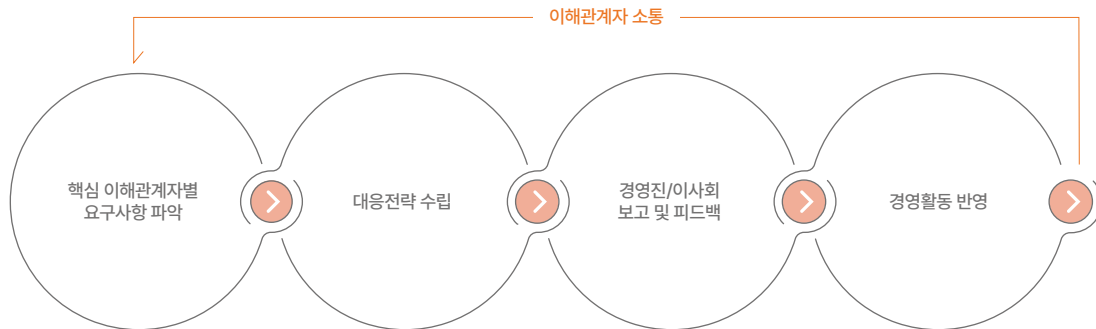 이해관계자 소통
핵심 이해관계자별
요구사항 파악
대응전략 수립
경영진/이사회
보고 및 피드백
경영활동 반영